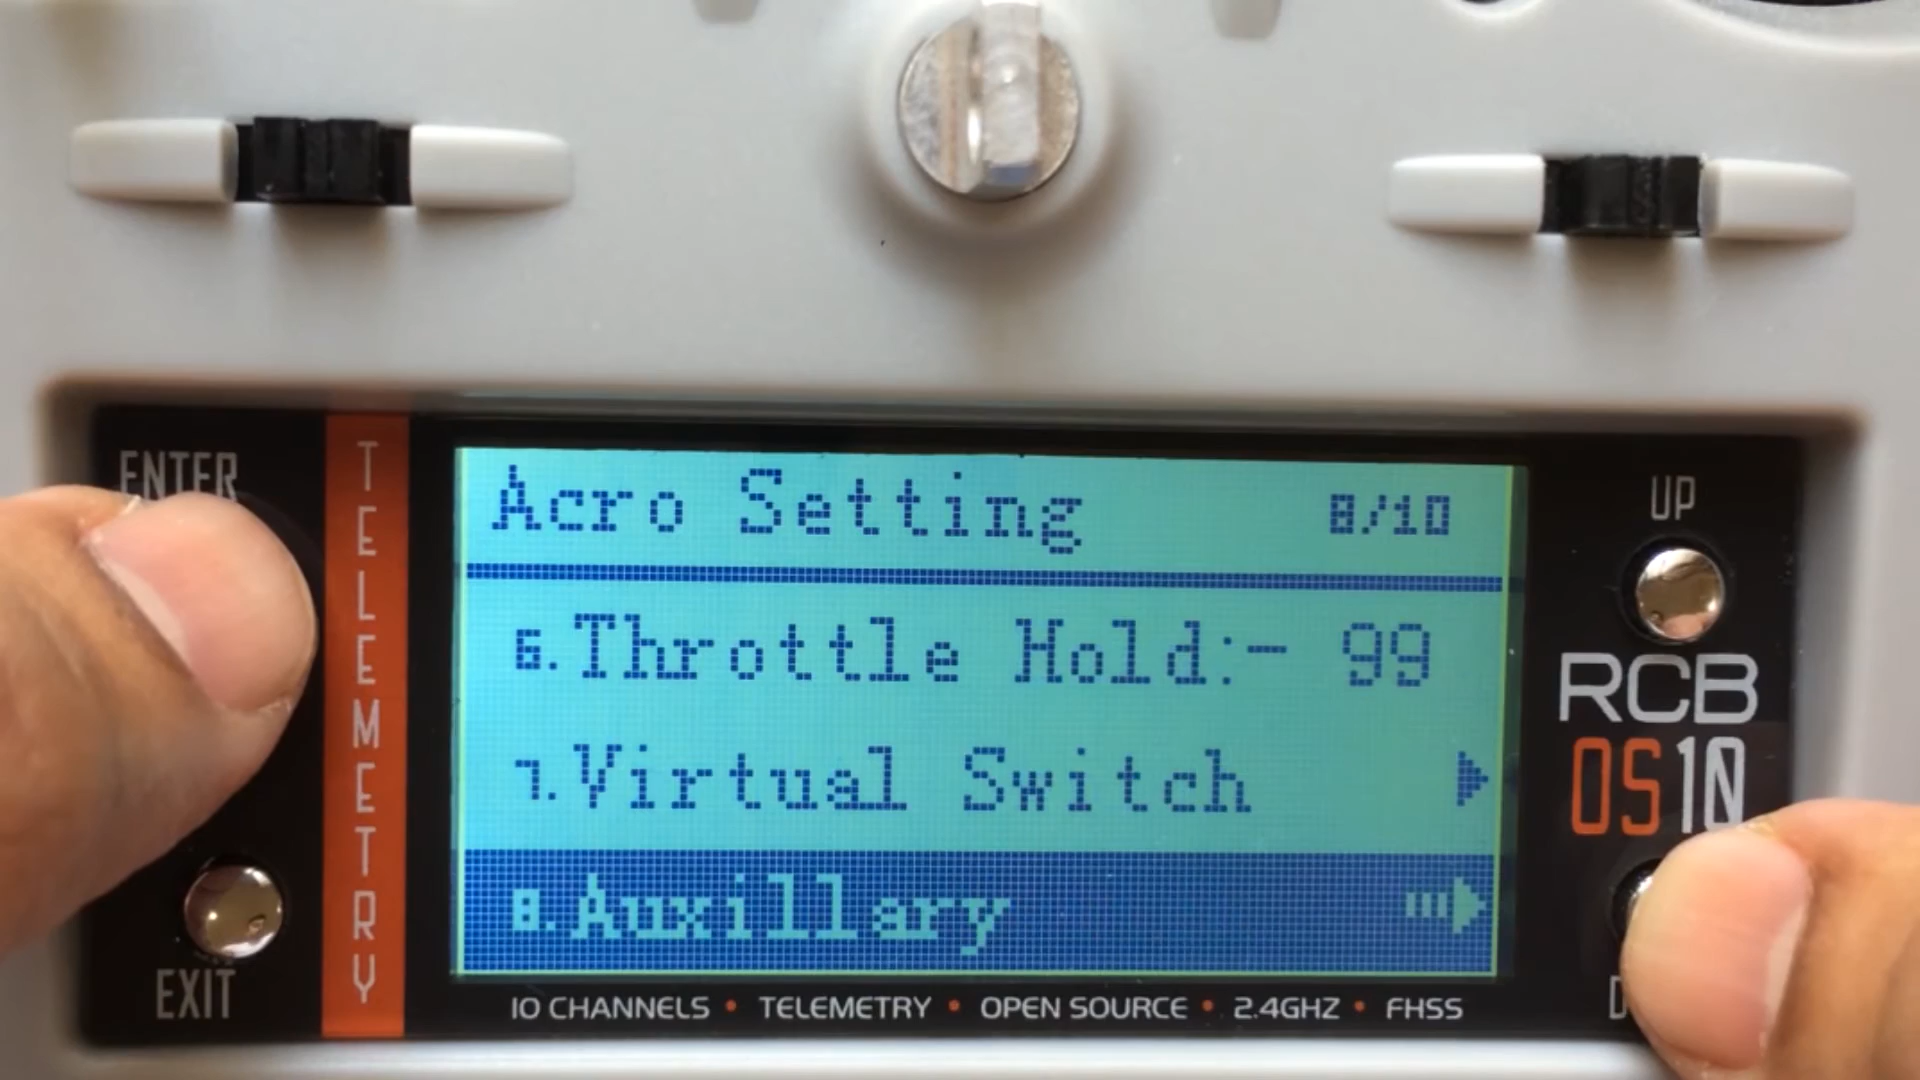 ENTER
TELEMETRY
EXIT
Acro Setting 8/10
6.Throttle Hold:- 99
7.Virtual Switch
8.Auxillary
10 CHANNELS • TELEMETRY • OPEN SOURCE • 2.4GHZ • FHSS
UP
RCB
OS10